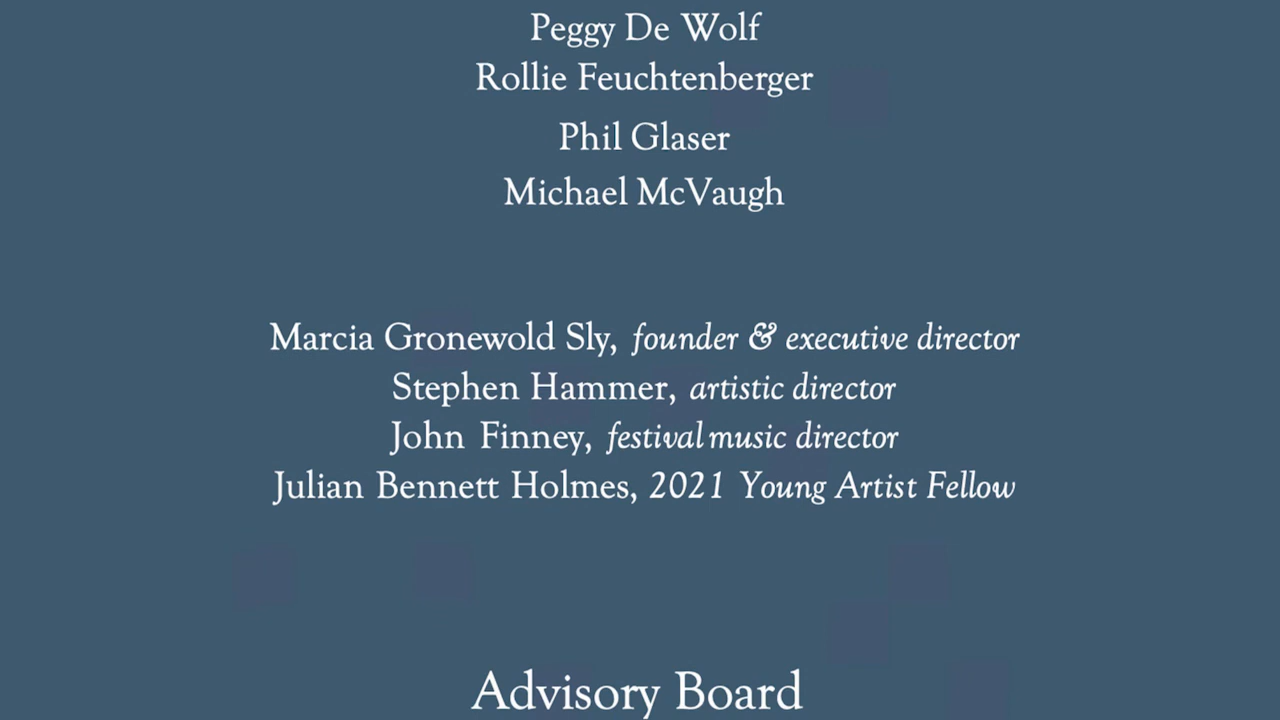 Peggy De Wolf
Rollie Feuchtenberger
Phil Glaser
Michael McVaugh
Marcia Gronewold Sly, founder & executive director
Stephen Hammer, artistic director
John Finney, festival music director
Julian Bennett Holmes, 2021 Young Artist Fellow
Advisory Board